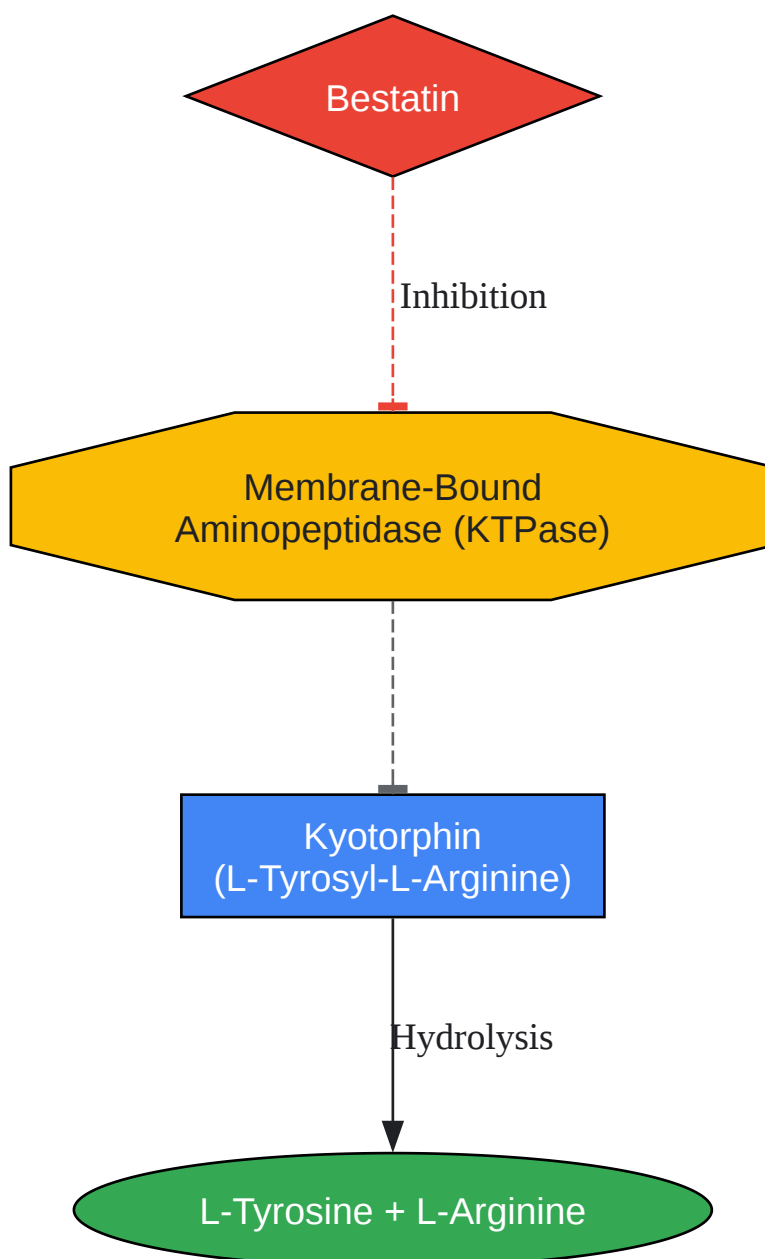 Bestatin
Inhibition
Membrane-Bound
Aminopeptidase (KTPase)
Kyotorphin
(L-Tyrosyl-L-Arginine)
Hydrolysis
L-Tyrosine + L-Arginine